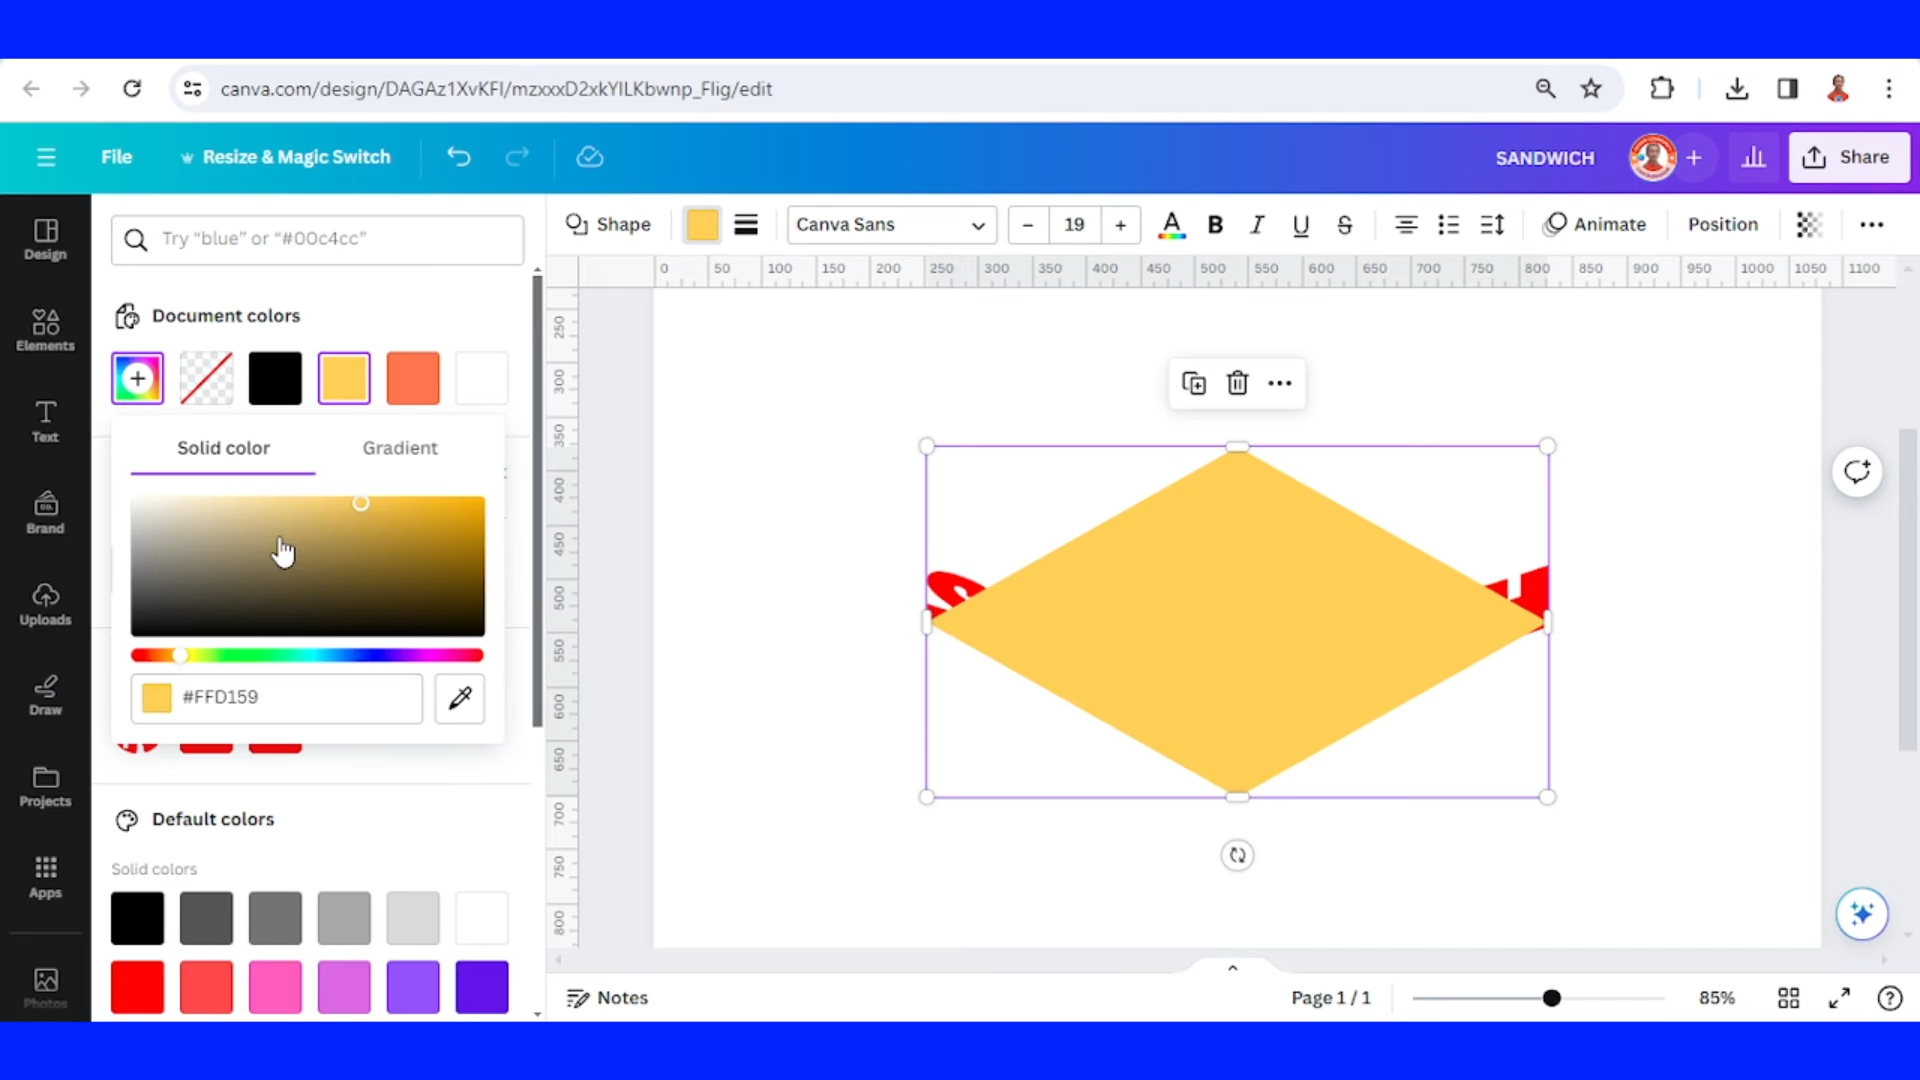 canva.com/design/DAGAz1XvKFI/mzxxxD2xkYILKbwnp_Flig/edit
File
Resize & Magic Switch
SANDWICH
Share
Design
Elements
Text
Brand
Uploads
Draw
Projects
Apps
Photos
Try “blue” or “#00c4cc”
Document colors
Solid color
Gradient
#FFD159
Default colors
Solid colors
Shape
Canva Sans
19
A
B
I
U
S
Animate
Position
0 50 100 150 200 250 300 350 400 450 500 550 600 650 700 750 800 850 900 950 1000 1050 1100
250
300
350
400
450
500
550
600
650
700
750
800
Notes
Page 1 / 1
85%